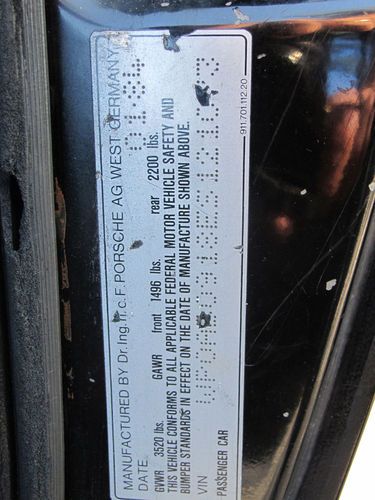 MANUFACTURED BY Dr. Ing. h. c. F. PORSCHE AG WEST GERMANY
DATE 01.86
GVWR 3520 lbs. GAWR front 1496 lbs. rear / 2200 lbs.
THIS VEHICLE CONFORMS TO ALL APPLICABLE FEDERAL MOTOR VEHICLE SAFETY AND
BUMPER STANDARDS IN EFFECT ON THE DATE OF MANUFACTURE SHOWN ABOVE.
VIN
PASSENGER CAR
911.701.112.20